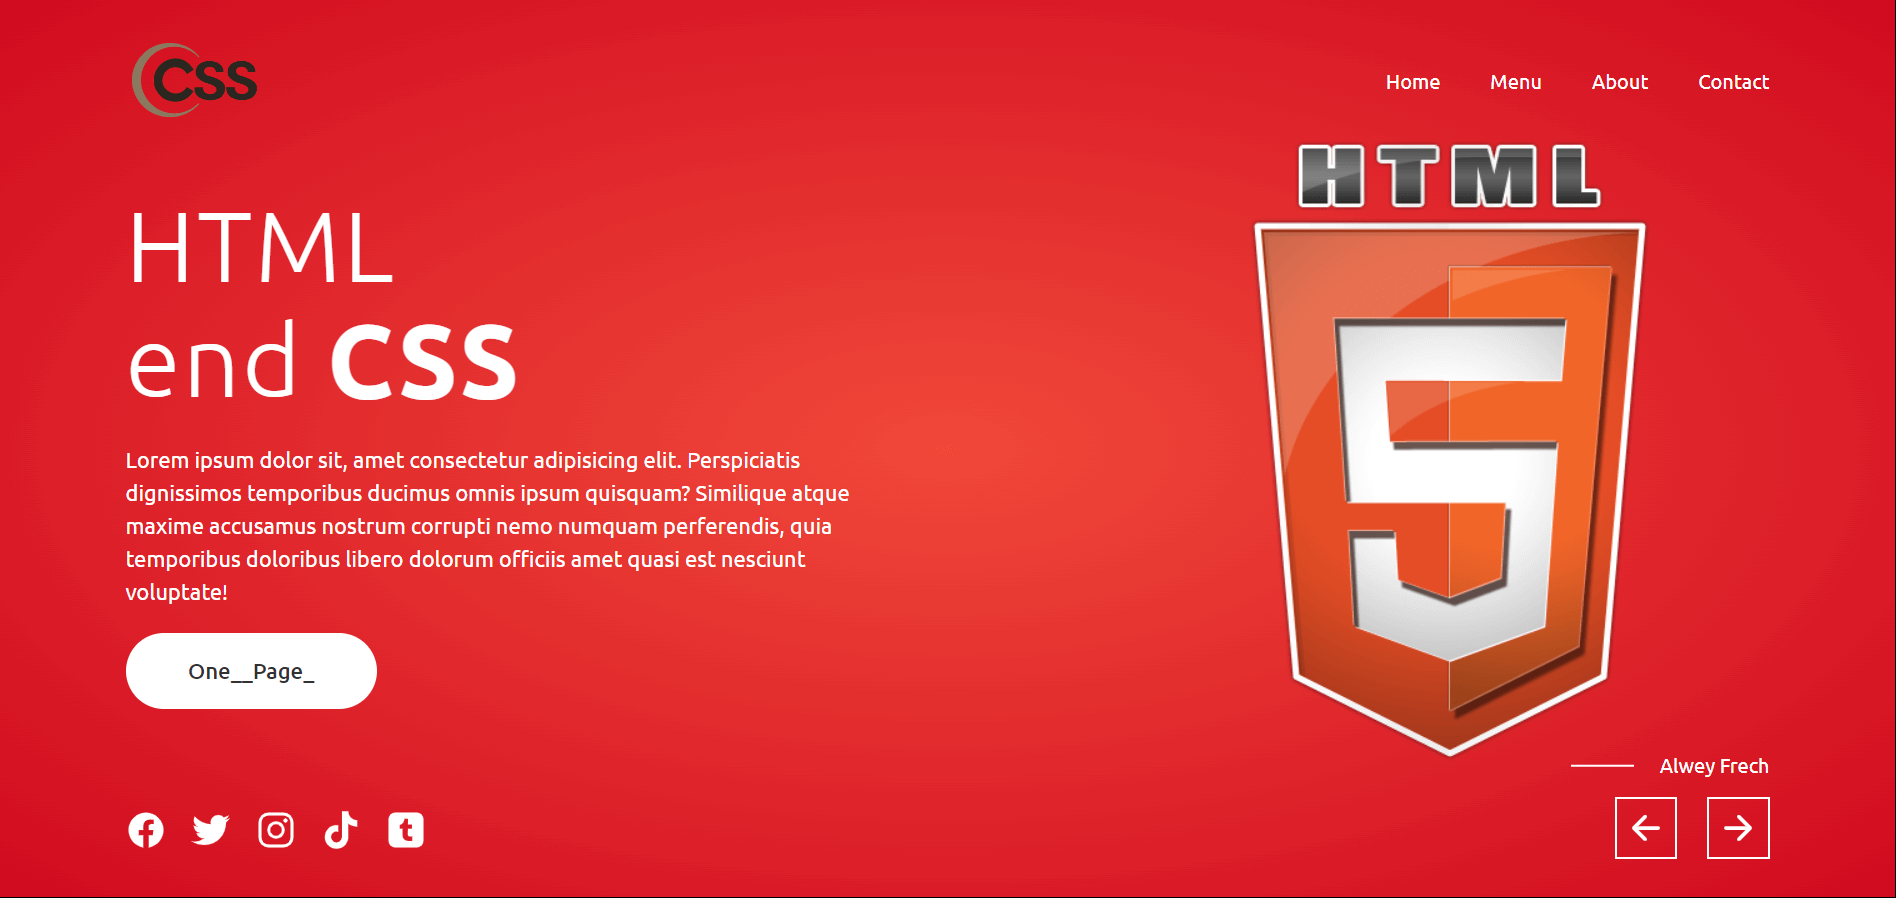 CSS
Home Menu About Contact
HTML
HTML
end CSS
5
Lorem ipsum dolor sit, amet consectetur adipisicing elit. Perspiciatis
dignissimos temporibus ducimus omnis ipsum quisquam? Similique atque
maxime accusamus nostrum corrupti nemo numquam perferendis, quia
temporibus doloribus libero dolorum officiis amet quasi est nesciunt
voluptate!
One__Page_
Alwey Frech